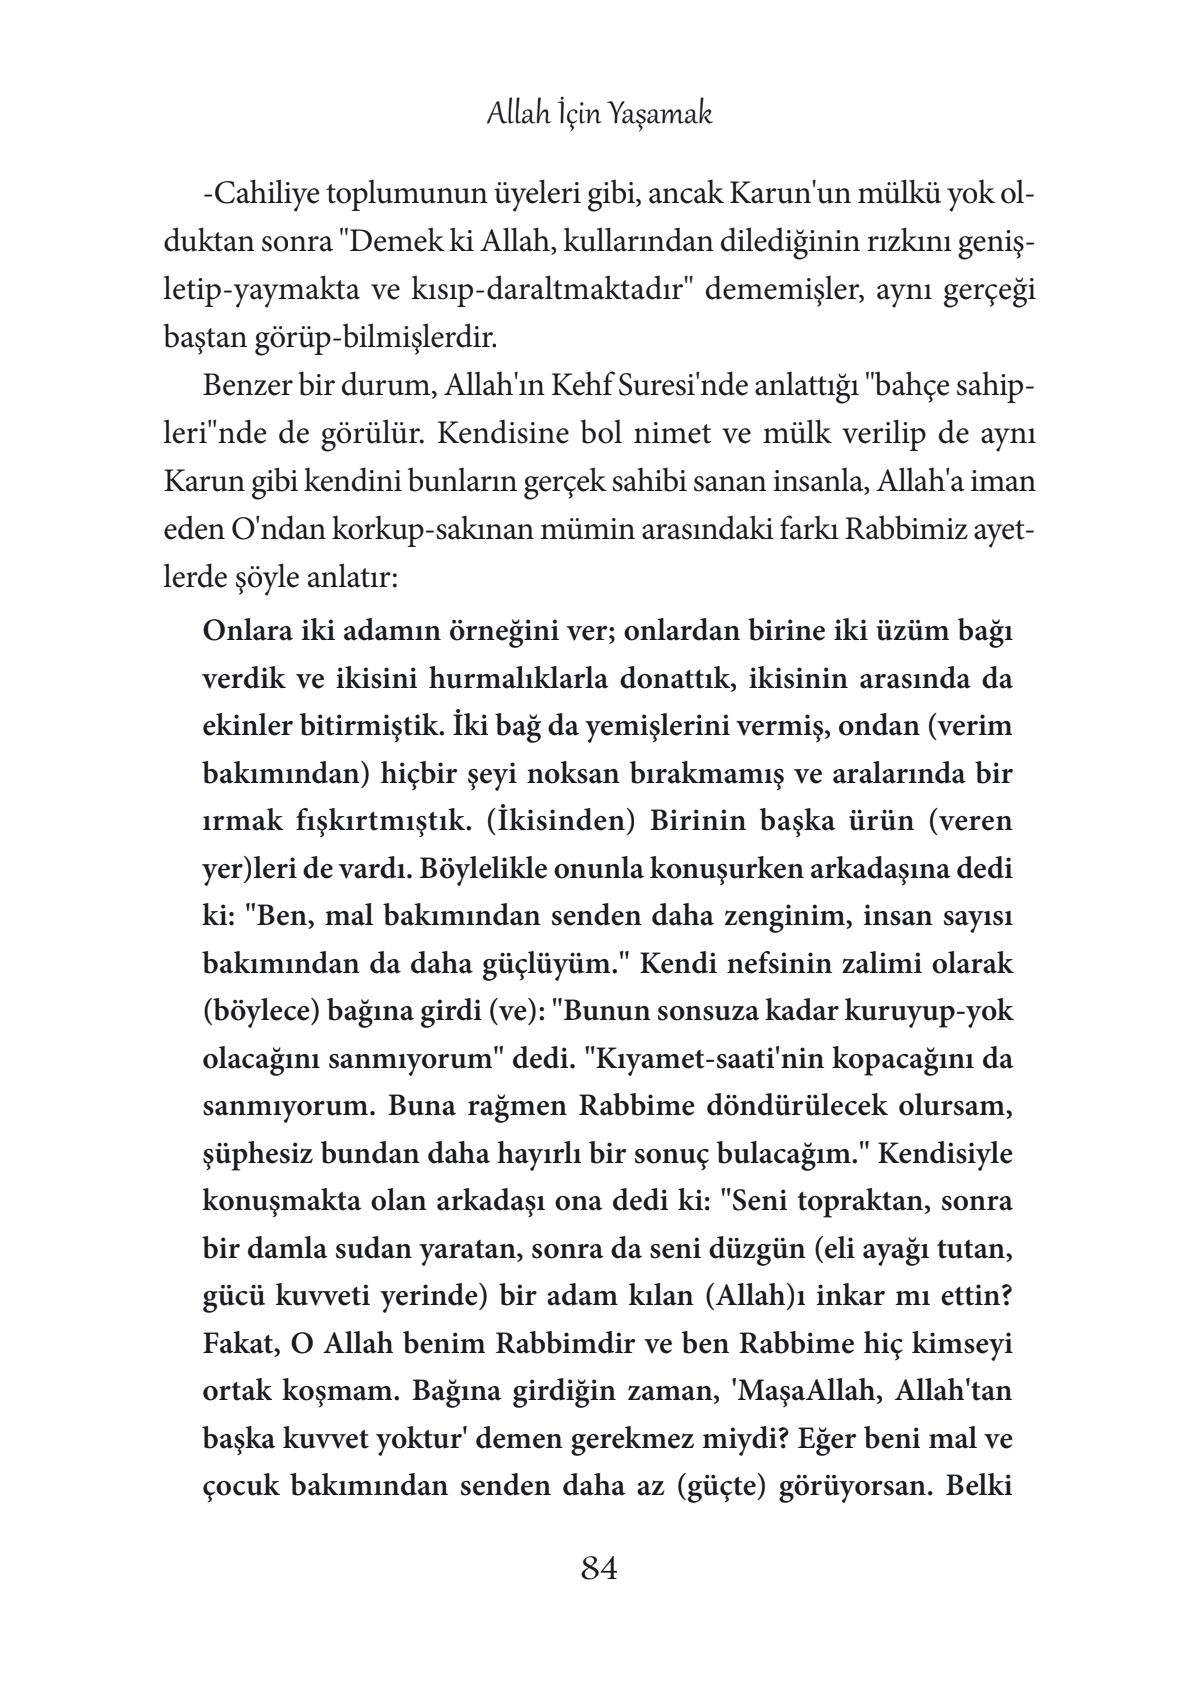 Allah İçin Yaşamak
-Cahiliye toplumunun üyeleri gibi, ancak Karun'un mülkü yok ol-
duktan sonra "Demek ki Allah, kullarından dilediğinin rızkını geniş-
letip-yaymakta ve kısıp-daraltmaktadır" dememişler, aynı gerçeği
baştan görüp-bilmişlerdir.
Benzer bir durum, Allah'ın Kehf Suresi'nde anlattığı "bahçe sahip-
leri"nde de görülür. Kendisine bol nimet ve mülk verilip de aynı
Karun gibi kendini bunların gerçek sahibi sanan insanla, Allah'a iman
eden O'ndan korkup-sakınan mümin arasındaki farkı Rabbimiz ayet-
lerde şöyle anlatır:
Onlara iki adamın örneğini ver; onlardan birine iki üzüm bağı
verdik ve ikisini hurmalıklarla donattık, ikisinin arasında da
ekinler bitirmiştik. İki bağ da yemişlerini vermiş, ondan (verim
bakımından) hiçbir şeyi noksan bırakmamış ve aralarında bir
ırmak fışkırtmıştık. (İkisinden) Birinin başka ürün (veren
yer)leri de vardı. Böylelikle onunla konuşurken arkadaşına dedi
ki: "Ben, mal bakımından senden daha zenginim, insan sayısı
bakımından da daha güçlüyüm." Kendi nefsinin zalimi olarak
(böylece) bağına girdi (ve): "Bunun sonsuza kadar kuruyup-yok
olacağını sanmıyorum" dedi. "Kıyamet-saati'nin kopacağını da
sanmıyorum. Buna rağmen Rabbime döndürülecek olursam,
şüphesiz bundan daha hayırlı bir sonuç bulacağım." Kendisiyle
konuşmakta olan arkadaşı ona dedi ki: "Seni topraktan, sonra
bir damla sudan yaratan, sonra da seni düzgün (eli ayağı tutan,
gücü kuvveti yerinde) bir adam kılan (Allah)ı inkar mı ettin?
Fakat, O Allah benim Rabbimdir ve ben Rabbime hiç kimseyi
ortak koşmam. Bağına girdiğin zaman, 'MaşaAllah, Allah'tan
başka kuvvet yoktur' demen gerekmez miydi? Eğer beni mal ve
çocuk bakımından senden daha az (güçte) görüyorsan. Belki
84